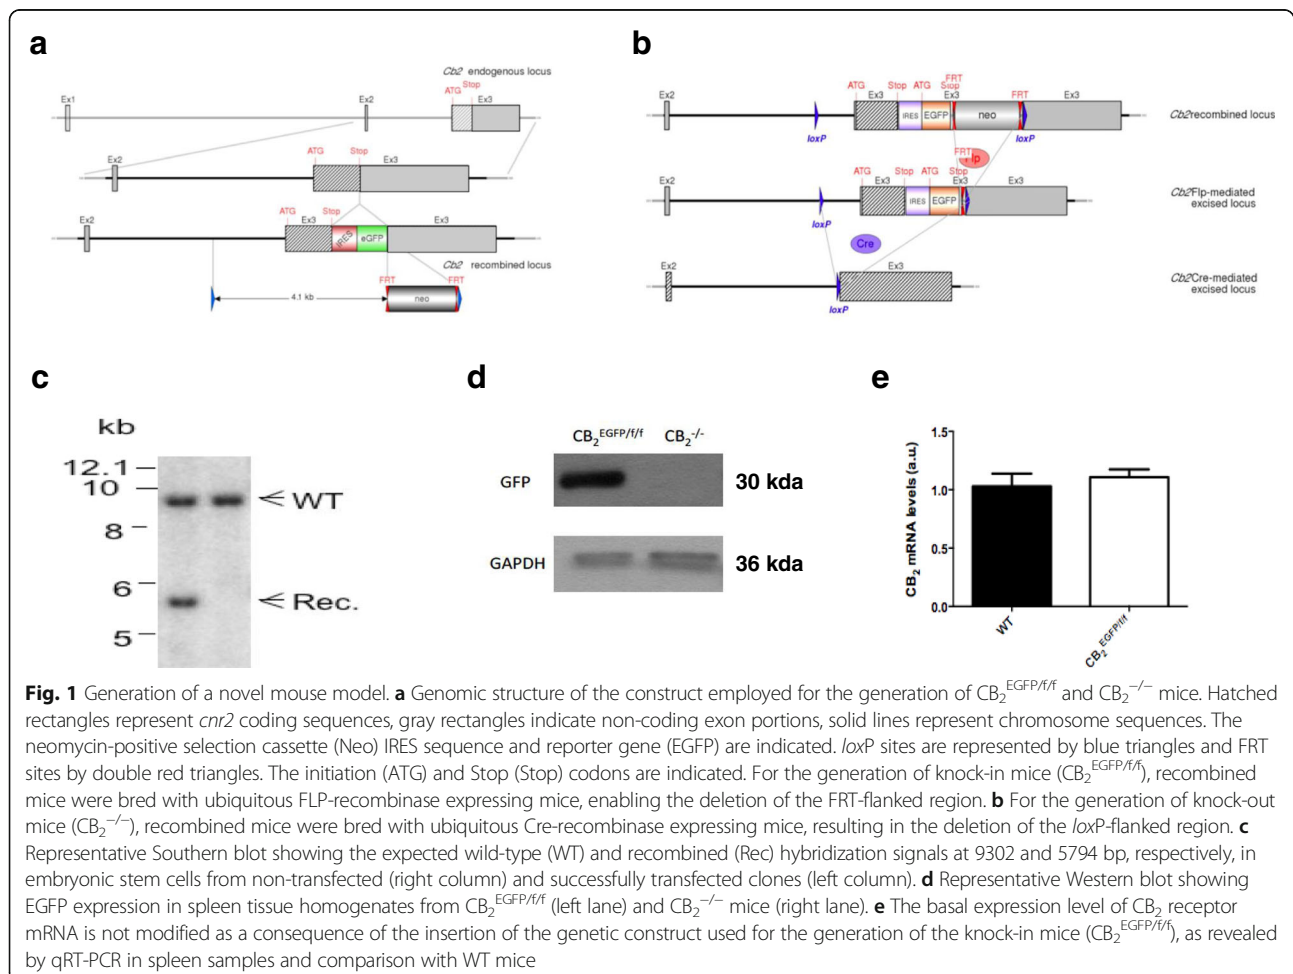 a
Cb2 endogenous locus
Stop
ATG
Ex1
Ex2
Ex3
Ex2
ATG
Stop
Ex3
Ex2
ATG
Ex3
Stop
IRES
eGFP
Ex3
Cb2 recombined locus
FRT
FRT
4.1 kb
neo
b
FRT
ATG
Stop
ATG
Stop
FRT
Ex2
Ex3
Ex3
Ex3
IRES
EGFP
neo
Cb2 recombined locus
loxP
loxP
FRT
Flp
ATG
Stop
ATG
Stop
Ex2
Ex3
Ex3
Ex3
IRES
EGFP
Cb2 Flp-mediated
excised locus
loxP
Cre
Ex2
Ex3
Cb2 Cre-mediated
excised locus
loxP
c
kb
12.1
10
WT
8
6
Rec.
5
d
CB2EGFP/f/f CB2-/-
GFP
30 kda
GAPDH
36 kda
e
CB2 mRNA levels (a.u.)
1.5
1.0
0.5
0.0
WT
CB2EGFP/f/f
Fig. 1 Generation of a novel mouse model. a Genomic structure of the construct employed for the generation of CB2EGFP/f/f and CB2−/− mice. Hatched
rectangles represent cnr2 coding sequences, gray rectangles indicate non-coding exon portions, solid lines represent chromosome sequences. The
neomycin-positive selection cassette (Neo) IRES sequence and reporter gene (EGFP) are indicated. loxP sites are represented by blue triangles and FRT
sites by double red triangles. The initiation (ATG) and Stop (Stop) codons are indicated. For the generation of knock-in mice (CB2EGFP/f/f), recombined
mice were bred with ubiquitous FLP-recombinase expressing mice, enabling the deletion of the FRT-flanked region. b For the generation of knock-out
mice (CB2−/−), recombined mice were bred with ubiquitous Cre-recombinase expressing mice, resulting in the deletion of the loxP-flanked region. c
Representative Southern blot showing the expected wild-type (WT) and recombined (Rec) hybridization signals at 9302 and 5794 bp, respectively, in
embryonic stem cells from non-transfected (right column) and successfully transfected clones (left column). d Representative Western blot showing
EGFP expression in spleen tissue homogenates from CB2EGFP/f/f (left lane) and CB2−/− mice (right lane). e The basal expression level of CB2 receptor
mRNA is not modified as a consequence of the insertion of the genetic construct used for the generation of the knock-in mice (CB2EGFP/f/f), as revealed
by qRT-PCR in spleen samples and comparison with WT mice